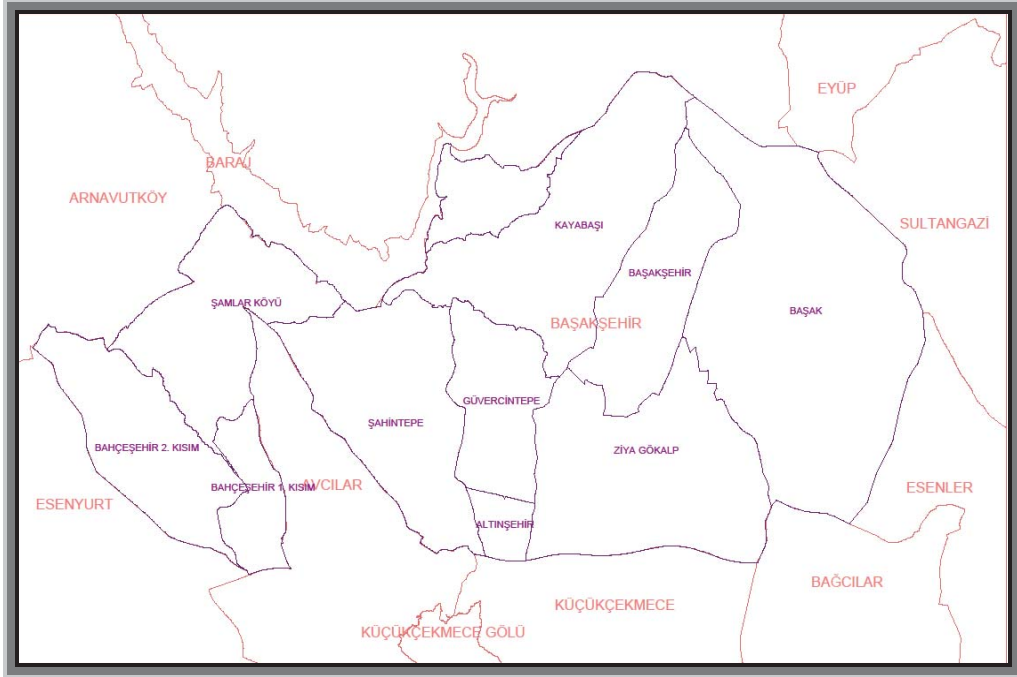 EYÜP
BARAJ
ARNAVUTKÖY
KAYABAŞI
SULTANGAZİ
BAŞAKŞEHİR
ŞAMLAR KÖYÜ
BAŞAK
BAŞAKŞEHİR
GÜVERCİNTEPE
ŞAHİNTEPE
BAHÇEŞEHİR 2. KISIM
ZİYA GÖKALP
BAHÇEŞEHİR 1. KISIM
AVCILAR
ESENLER
ESENYURT
ALTINŞEHİR
BAĞCILAR
KÜÇÜKÇEKMECE
KÜÇÜKÇEKMECE GÖLÜ